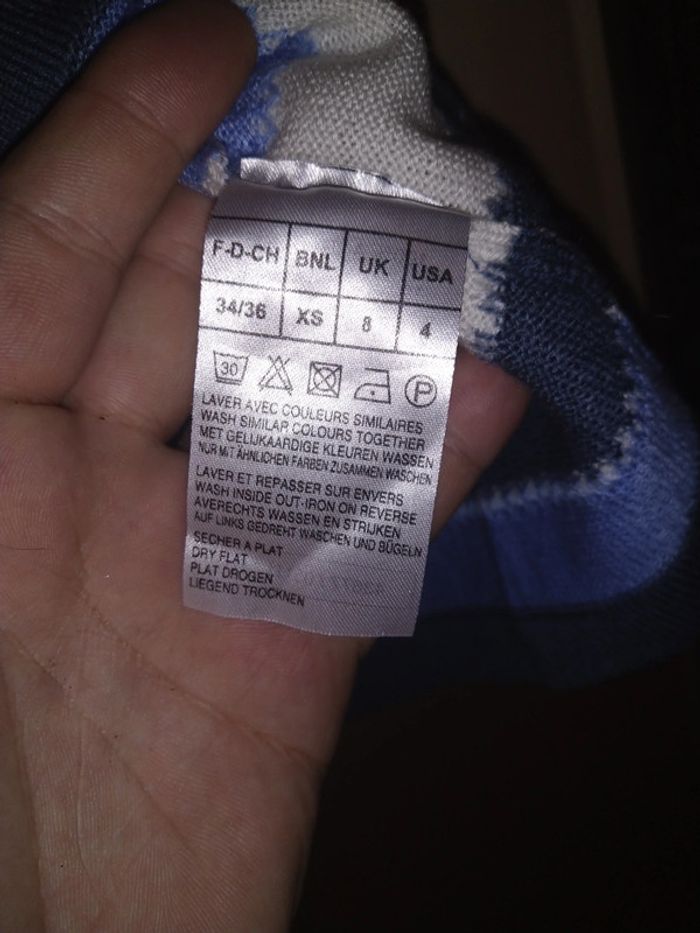 F-D-CH BNL UK USA
34/36 XS 8 4
30 P
LAVER AVEC COULEURS SIMILAIRES
WASH SIMILAR COLOURS TOGETHER
MET GELIJKAARDIGE KLEUREN WASSEN
NUR MIT ÄHNLICHEN FARBEN ZUSAMMEN WASCHEN
LAVER ET REPASSER SUR ENVERS
WASH INSIDE OUT-IRON ON REVERSE
AVERECHTS WASSEN EN STRIJKEN
AUF LINKS GEDREHT WASCHEN UND BÜGELN
SECHER A PLAT
DRY FLAT
PLAT DROGEN
LIEGEND TROCKNEN